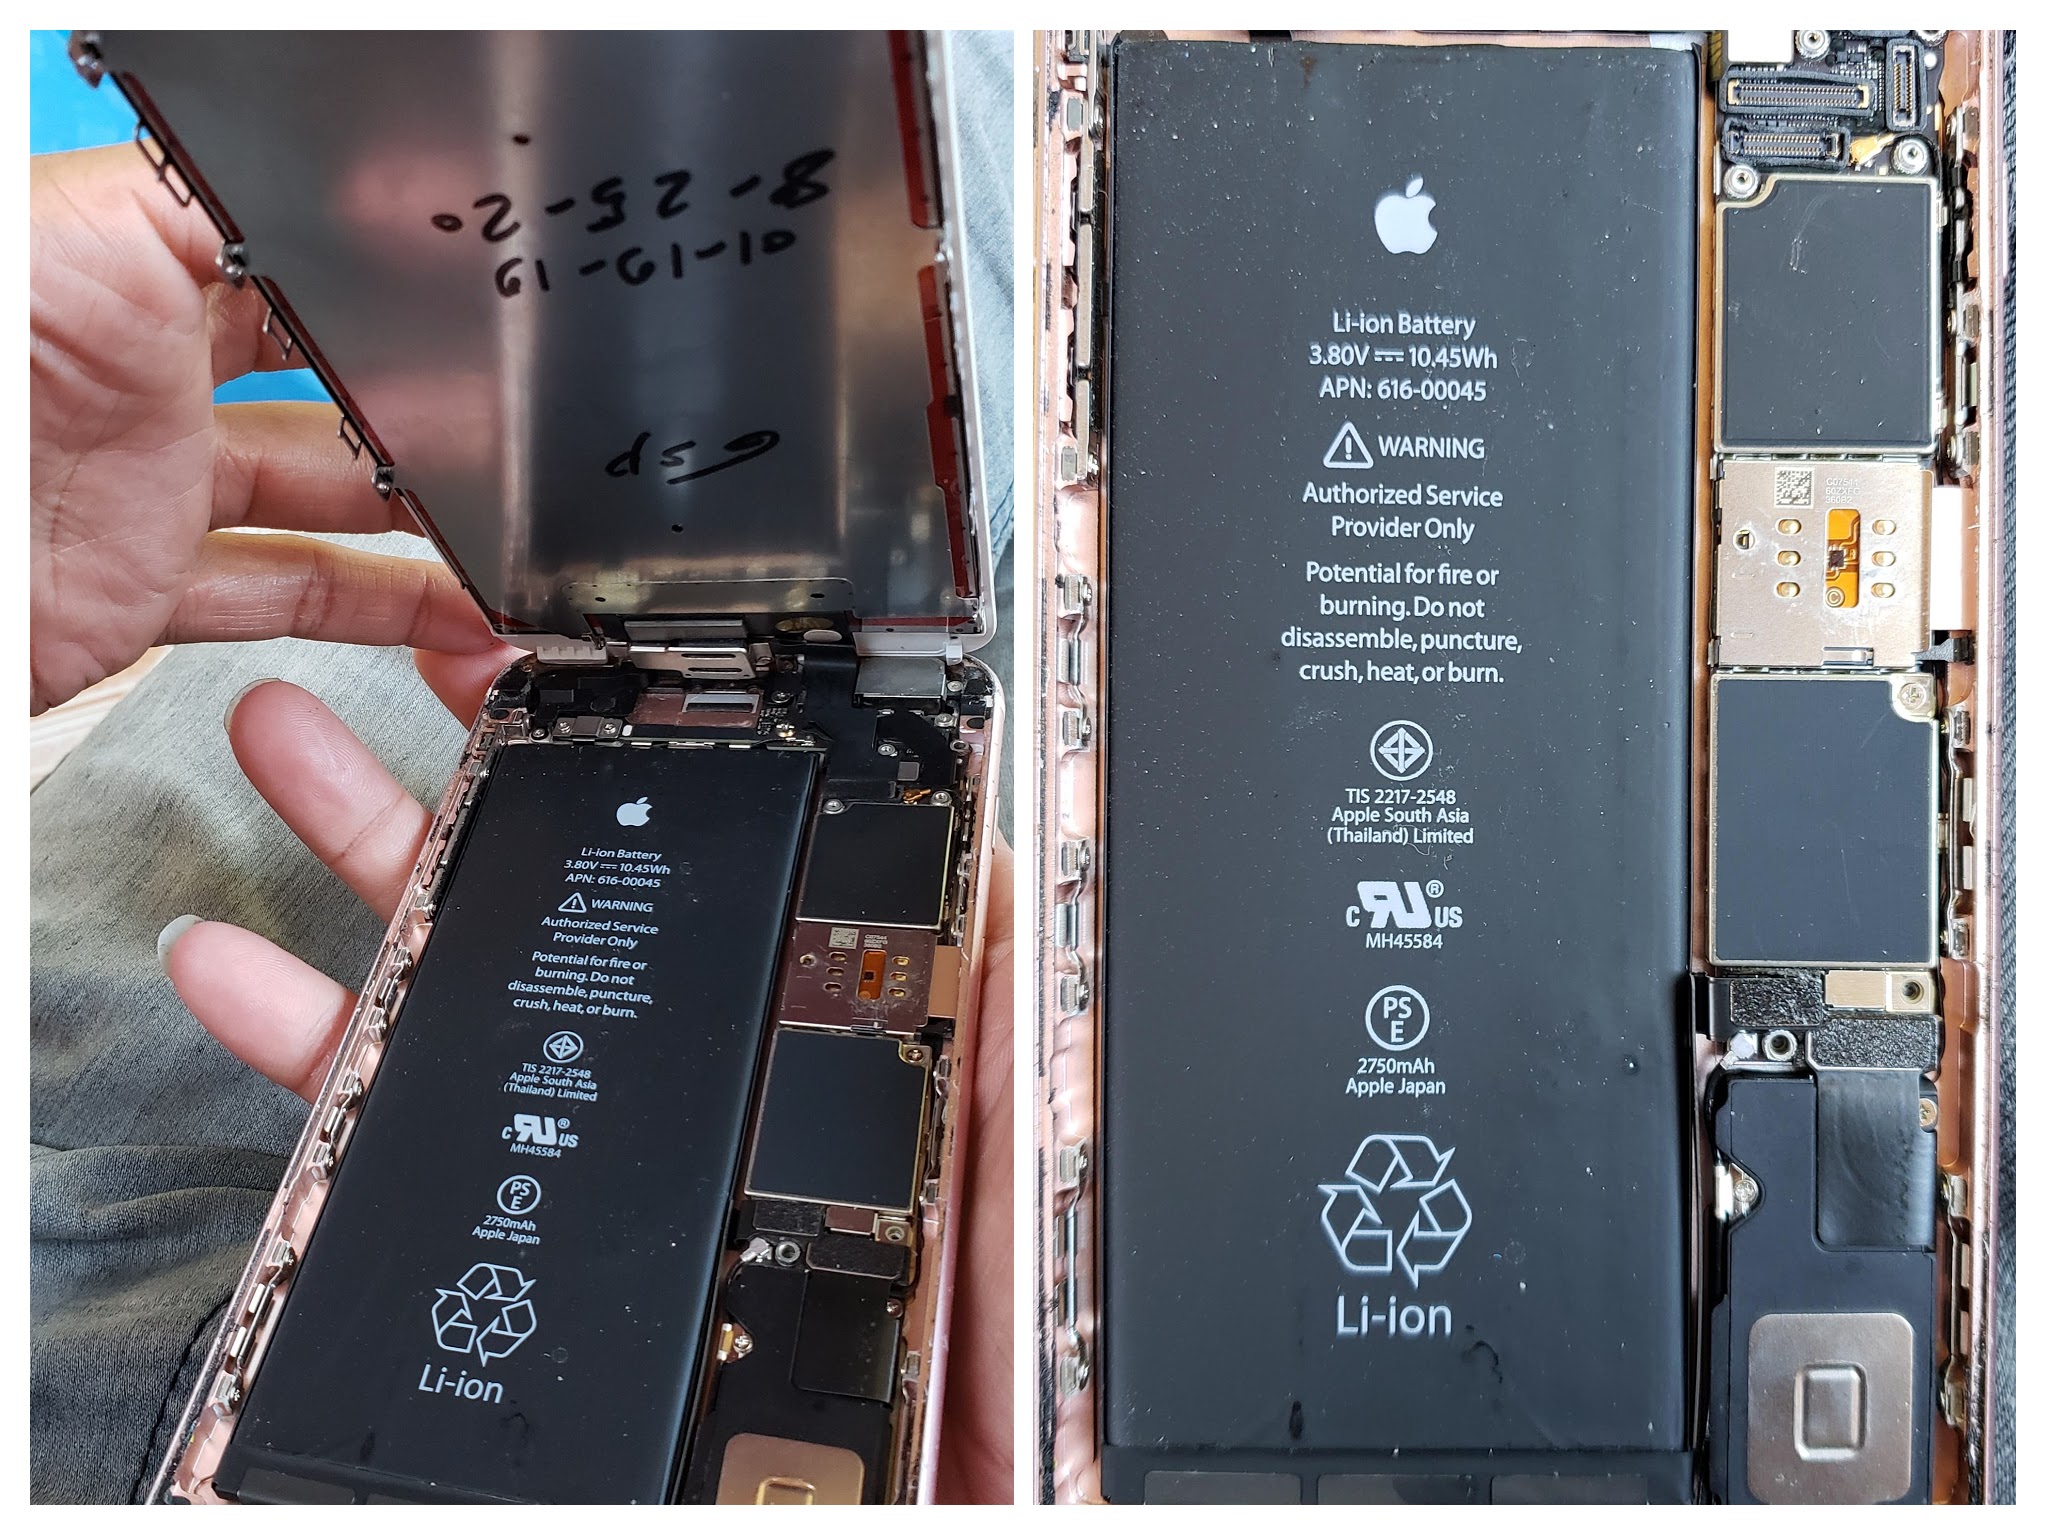 8-25-20
10-19-19
6sp
Li-ion Battery
3.80V 10.45Wh
APN: 616-00045
WARNING
Authorized Service
Provider Only
Potential for fire or
burning. Do not
disassemble, puncture,
crush, heat, or burn.
TIS 2217-2548
Apple South Asia
(Thailand) Limited
c RU ® US
MH45584
PS
E
2750mAh
Apple Japan
Li-ion
Li-ion Battery
3.80V 10.45Wh
APN: 616-00045
WARNING
Authorized Service
Provider Only
Potential for fire or
burning. Do not
disassemble, puncture,
crush, heat, or burn.
TIS 2217-2548
Apple South Asia
(Thailand) Limited
c RU ® US
MH45584
PS
E
2750mAh
Apple Japan
Li-ion